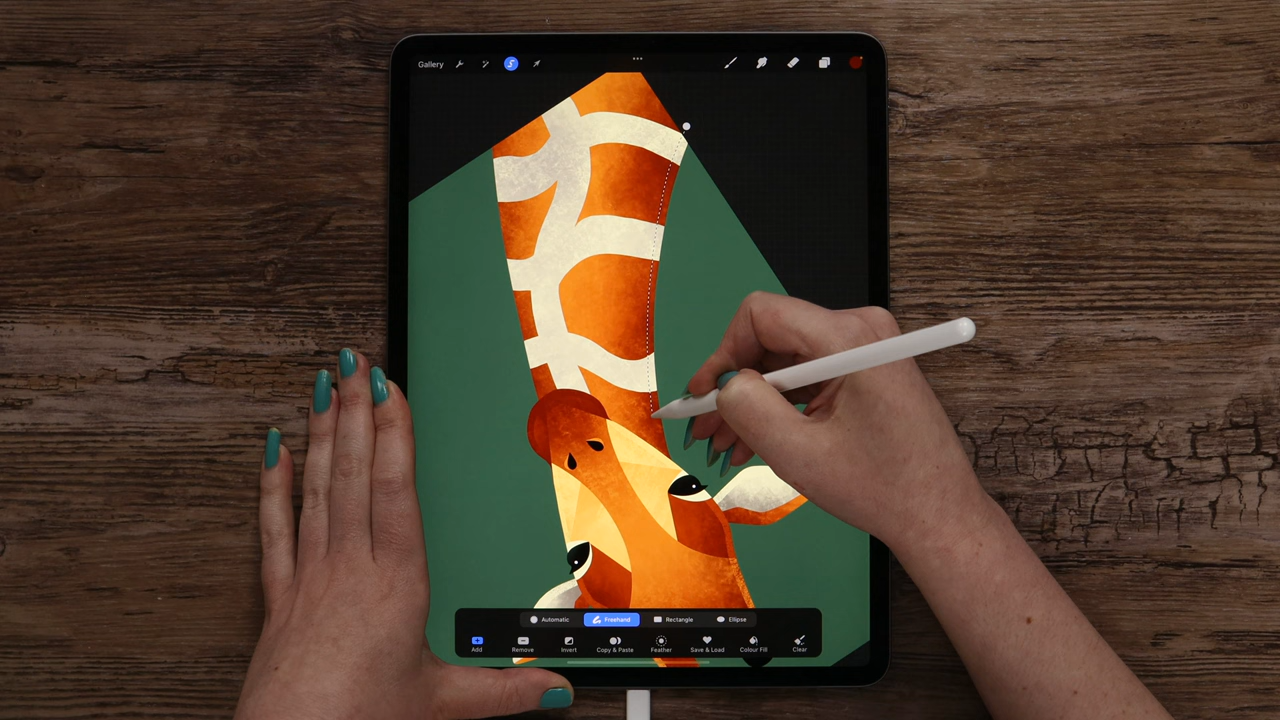 Gallery
Automatic Freehand Rectangle Ellipse
Add Remove Invert Copy & Paste Feather Save & Load Colour Fill Clear